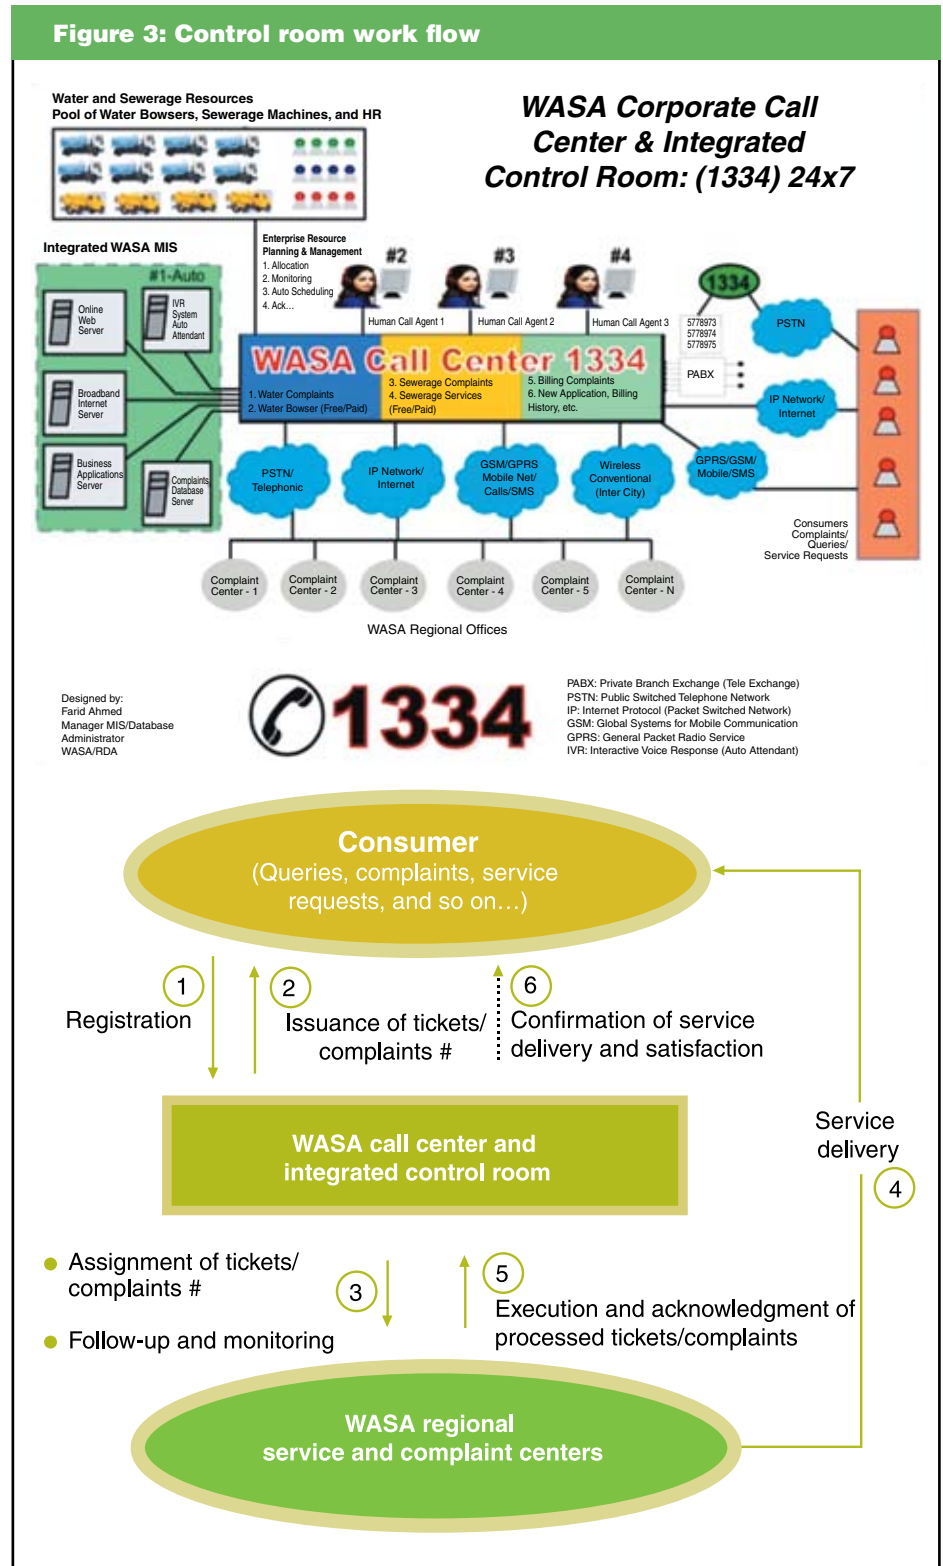 Figure 3: Control room work flow
Water and Sewerage Resources
Pool of Water Bowsers, Sewerage Machines, and HR
WASA Corporate Call
Center & Integrated
Control Room: (1334) 24x7
Integrated WASA MIS
#1-Auto
Online
Web
Server
IVR
System
Auto
Attendant
Broadband
Internet
Server
Business
Applications
Server
Complaints
Database
Server
Enterprise Resource
Planning & Management
1. Allocation
2. Monitoring
3. Auto Scheduling
4. Ack...
#2
#3
#4
Human Call Agent 1
Human Call Agent 2
Human Call Agent 3
1334
5778973
5778974
5778975
PABX
PSTN
IP Network/
Internet
GPRS/GSM/
Mobile/SMS
WASA Call Center 1334
1. Water Complaints
2. Water Bowser (Free/Paid)
3. Sewerage Complaints
4. Sewerage Services
(Free/Paid)
5. Billing Complaints
6. New Application, Billing
History, etc.
PSTN/
Telephonic
IP Network/
Internet
GSM/GPRS
Mobile Net/
Calls/SMS
Wireless
Conventional
(Inter City)
Consumers
Complaints/
Queries/
Service Requests
Complaint
Center - 1
Complaint
Center - 2
Complaint
Center - 3
Complaint
Center - 4
Complaint
Center - 5
Complaint
Center - N
WASA Regional Offices
Designed by:
Farid Ahmed
Manager MIS/Database
Administrator
WASA/RDA
1334
PABX: Private Branch Exchange (Tele Exchange)
PSTN: Public Switched Telephone Network
IP: Internet Protocol (Packet Switched Network)
GSM: Global Systems for Mobile Communication
GPRS: General Packet Radio Service
IVR: Interactive Voice Response (Auto Attendant)
Consumer
(Queries, complaints, service
requests, and so on...)
1
Registration
2
Issuance of tickets/
complaints #
6
Confirmation of service
delivery and satisfaction
WASA call center and
integrated control room
Service
delivery
4
Assignment of tickets/
complaints #
Follow-up and monitoring
3
5
Execution and acknowledgment of
processed tickets/complaints
WASA regional
service and complaint centers